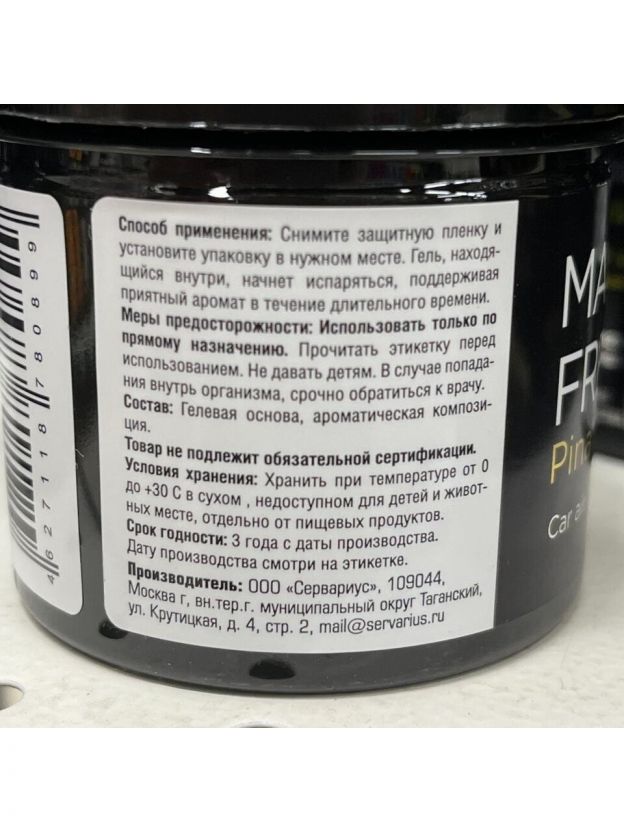 Способ применения: Снимите защитную пленку и
установите упаковку в нужном месте. Гель, находя-
щийся внутри, начнет испаряться, поддерживая
приятный аромат в течение длительного времени.
Меры предосторожности: Использовать только по
прямому назначению. Прочитать этикетку перед
использованием. Не давать детям. В случае попада-
ния внутрь организма, срочно обратиться к врачу.
Состав: Гелевая основа, ароматическая компози-
ция.
Товар не подлежит обязательной сертификации.
Условия хранения: Хранить при температуре от 0
до +30 С в сухом , недоступном для детей и живот-
ных месте, отдельно от пищевых продуктов.
Срок годности: 3 года с даты производства.
Дату производства смотри на этикетке.
Производитель: ООО «Сервариус», 109044,
Москва г, вн.тер.г. муниципальный округ Таганский,
ул. Крутицкая, д. 4, стр. 2, mail@servarius.ru
4627118780899
MA
FR
Pin
Car a